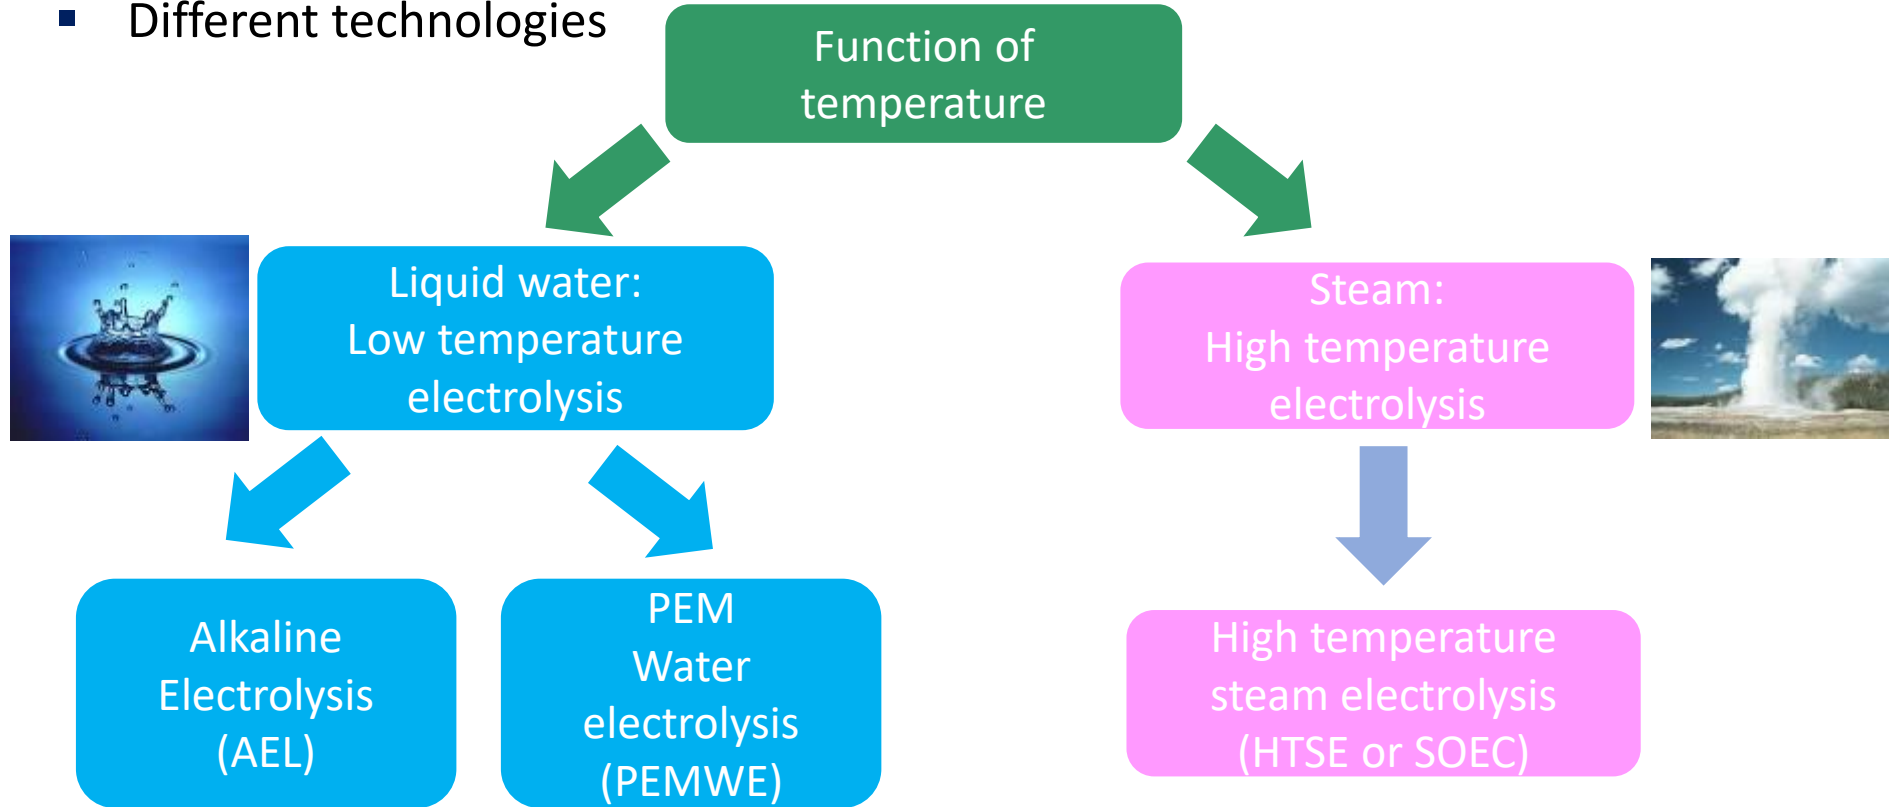 ▪ Different technologies
Function of
temperature
Liquid water:
Low temperature
electrolysis
Steam:
High temperature
electrolysis
Alkaline
Electrolysis
(AEL)
PEM
Water
electrolysis
(PEMWE)
High temperature
steam electrolysis
(HTSE or SOEC)